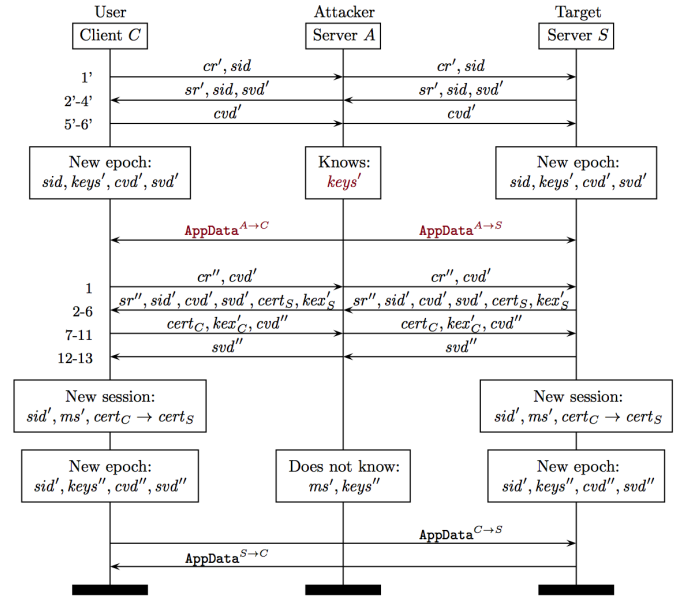 User Attacker Target
Client C Server A Server S
1' cr′, sid cr′, sid
2'-4' sr′, sid, svd′ sr′, sid, svd′
5'-6' cvd′ cvd′
New epoch: Knows: New epoch:
sid, keys′, cvd′, svd′ keys′ sid, keys′, cvd′, svd′
AppData^{A→C} AppData^{A→S}
1 cr″, cvd′ cr″, cvd′
2-6 sr″, sid′, cvd′, svd′, cert_S, kex′_S sr″, sid′, cvd′, svd′, cert_S, kex′_S
7-11 cert_C, kex′_C, cvd″ cert_C, kex′_C, cvd″
12-13 svd″ svd″
New session: New session:
sid′, ms′, cert_C → cert_S sid′, ms′, cert_C → cert_S
New epoch: Does not know: New epoch:
sid′, keys″, cvd″, svd″ ms′, keys″ sid′, keys″, cvd″, svd″
AppData^{C→S}
AppData^{S→C}